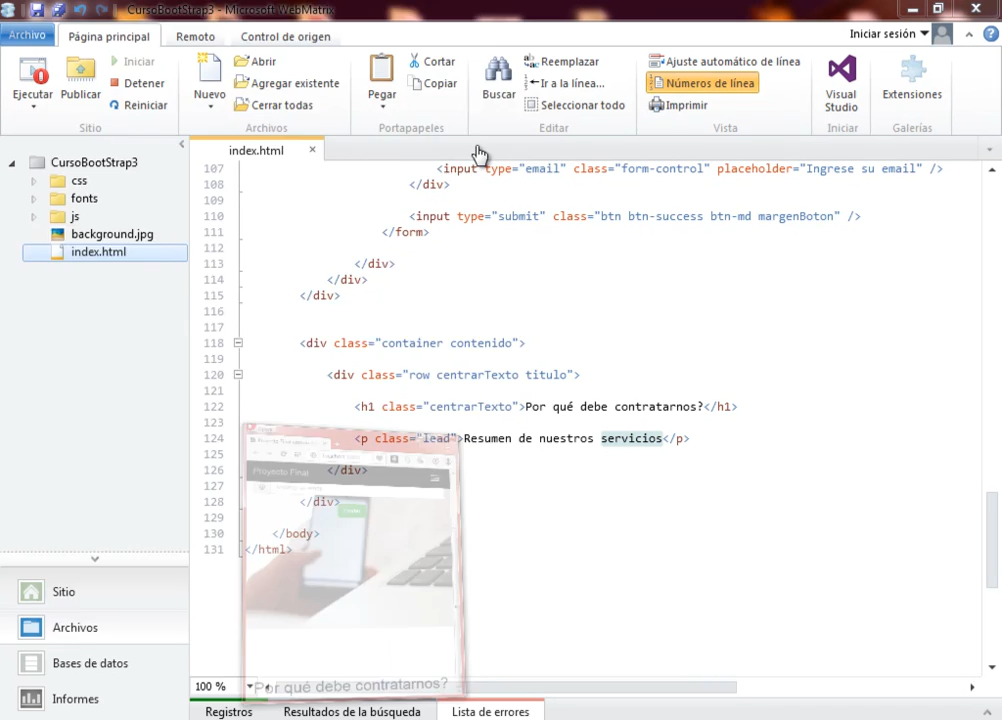 CursoBootStrap3 - Microsoft WebMatrix
Archivo
Página principal
Remoto
Control de origen
Iniciar sesión
Ejecutar
Publicar
Iniciar
Detener
Reiniciar
Sitio
Nuevo
Abrir
Agregar existente
Cerrar todas
Archivos
Pegar
Cortar
Copiar
Portapapeles
Buscar
Reemplazar
Ir a la línea...
Seleccionar todo
Editar
Ajuste automático de línea
Números de línea
Imprimir
Vista
Visual Studio
Iniciar
Extensiones
Galerías
CursoBootStrap3
css
fonts
js
background.jpg
index.html
index.html
107 <input type="email" class="form-control" placeholder="Ingrese su email" />
108 </div>
109
110 <input type="submit" class="btn btn-success btn-md margenBoton" />
111 </form>
112
113 </div>
114 </div>
115 </div>
116
117
118 <div class="container contenido">
119
120 <div class="row centrarTexto titulo">
121
122 <h1 class="centrarTexto">Por qué debe contratarnos?</h1>
123
124 <p class="lead">Resumen de nuestros servicios</p>
125
126 </div>
127
128 </div>
129
130 </body>
131 </html>
Proyecto Final
Por qué debe contratarnos?
Sitio
Archivos
Bases de datos
Informes
100 %
Registros
Resultados de la búsqueda
Lista de errores